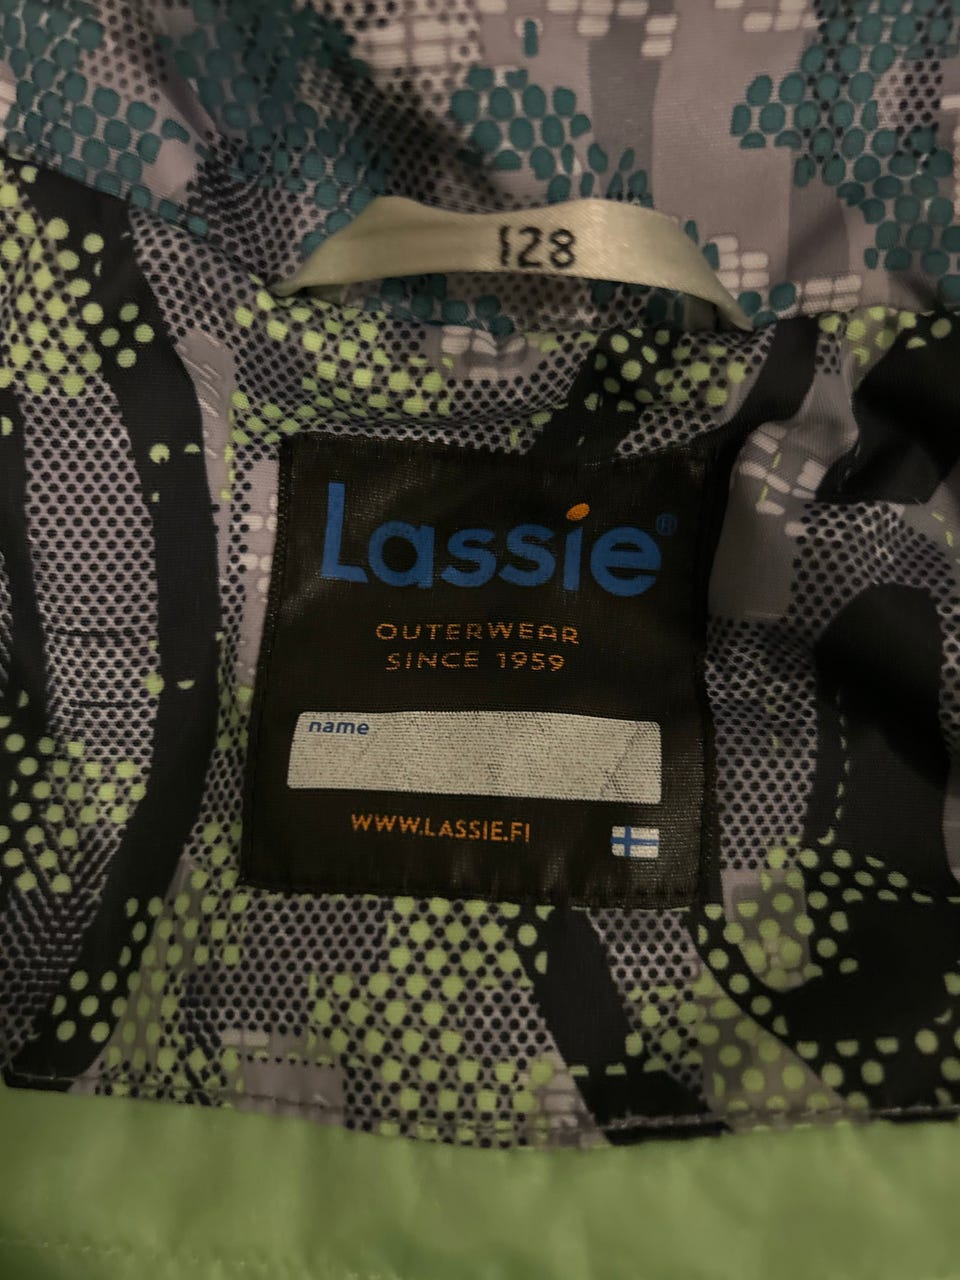 128
Lassie®
OUTERWEAR
SINCE 1959
name
WWW.LASSIE.FI